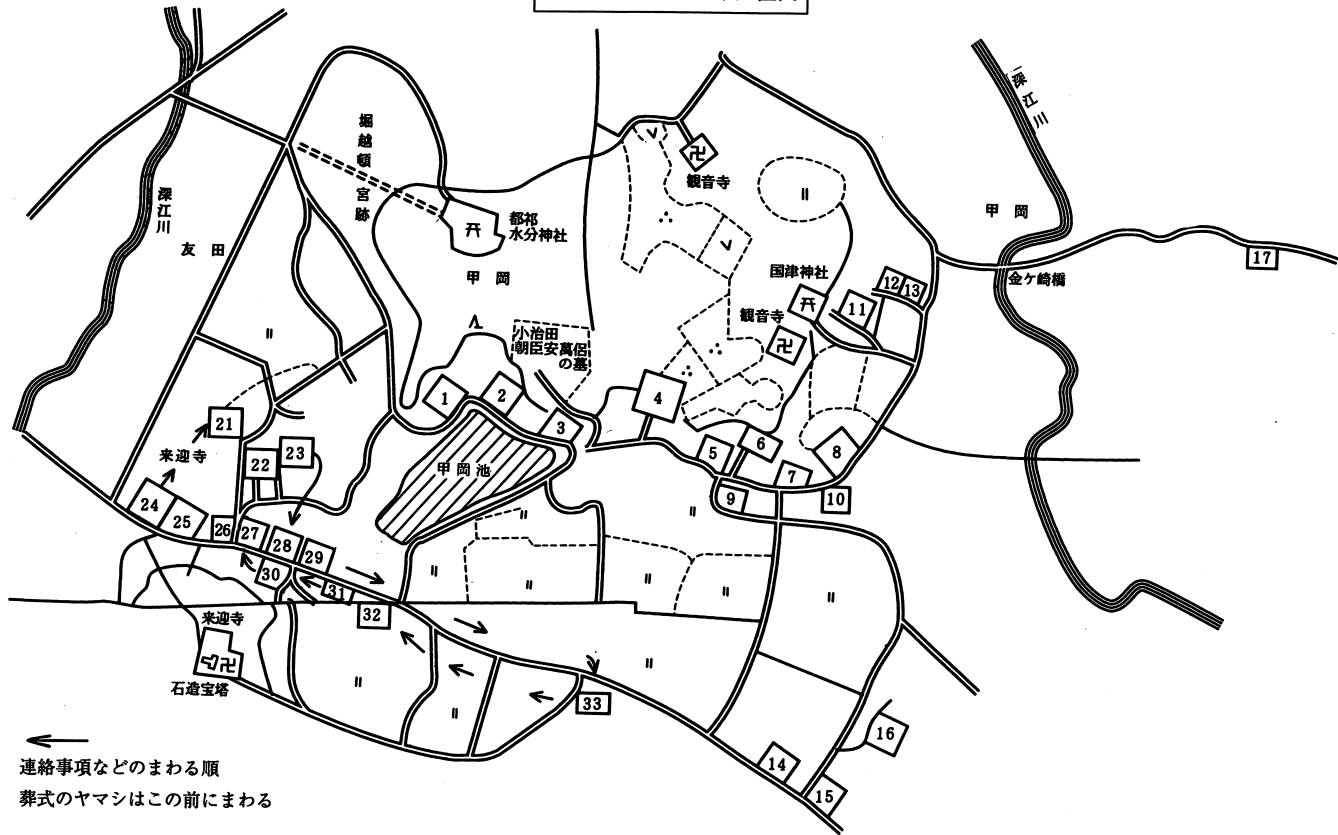 深江川
堀越頓宮跡
友田
都祁
水分神社
甲岡
観音寺
深江川
甲岡
金ケ崎橋
17
国津神社
観音寺
11
12
13
小治田
朝臣安萬侶
の墓
1
2
3
4
5
6
7
8
9
10
甲岡池
21
22
23
来迎寺
24
25
26
27
28
29
30
31
32
33
来迎寺
石造宝塔
14
15
16
連絡事項などのまわる順
葬式のヤマシはこの前にまわる